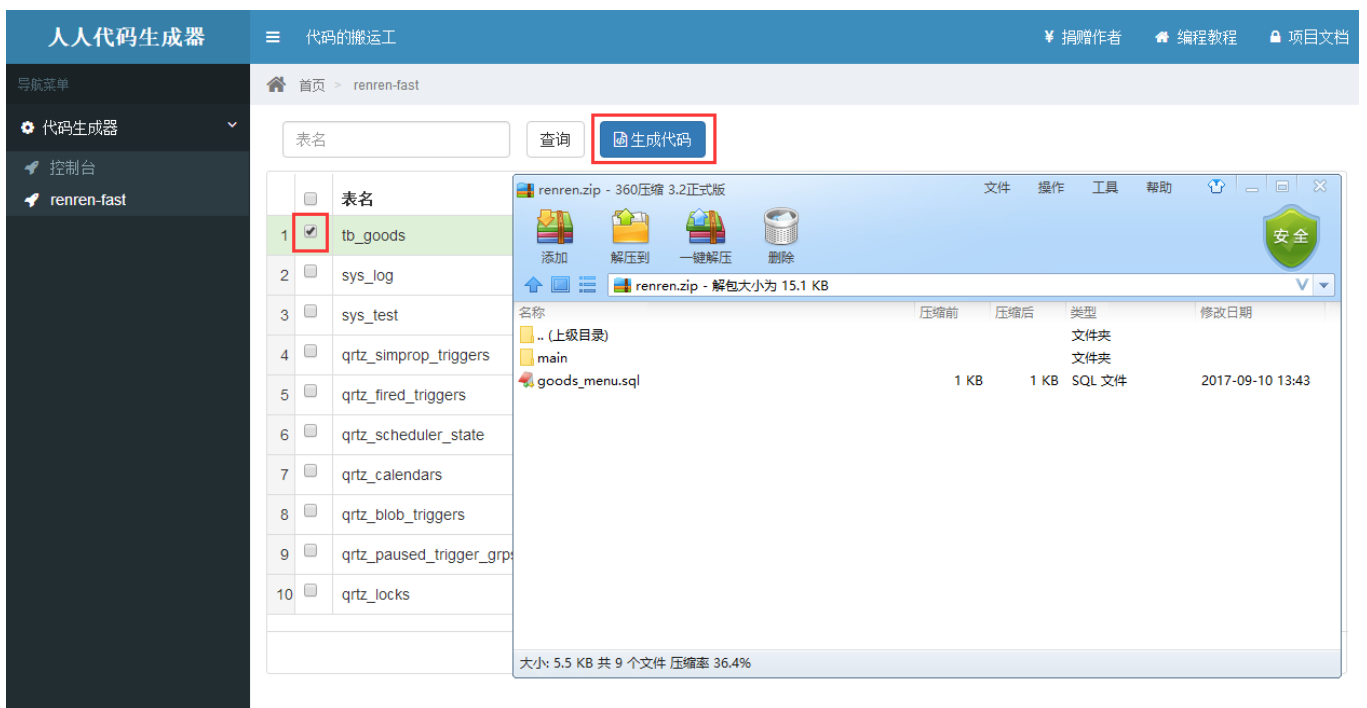 人人代码生成器
代码的搬运工
¥ 捐赠作者
编程教程
项目文档
导航菜单
首页 > renren-fast
代码生成器
控制台
renren-fast
表名
查询
生成代码
表名
1 tb_goods
2 sys_log
3 sys_test
4 qrtz_simprop_triggers
5 qrtz_fired_triggers
6 qrtz_scheduler_state
7 qrtz_calendars
8 qrtz_blob_triggers
9 qrtz_paused_trigger_grps
10 qrtz_locks
renren.zip - 360压缩 3.2正式版
文件 操作 工具 帮助
添加 解压到 一键解压 删除
安全
renren.zip - 解包大小为 15.1 KB
名称 压缩前 压缩后 类型 修改日期
.. (上级目录) 文件夹
main 文件夹
goods_menu.sql 1 KB 1 KB SQL 文件 2017-09-10 13:43
大小: 5.5 KB 共 9 个文件 压缩率 36.4%